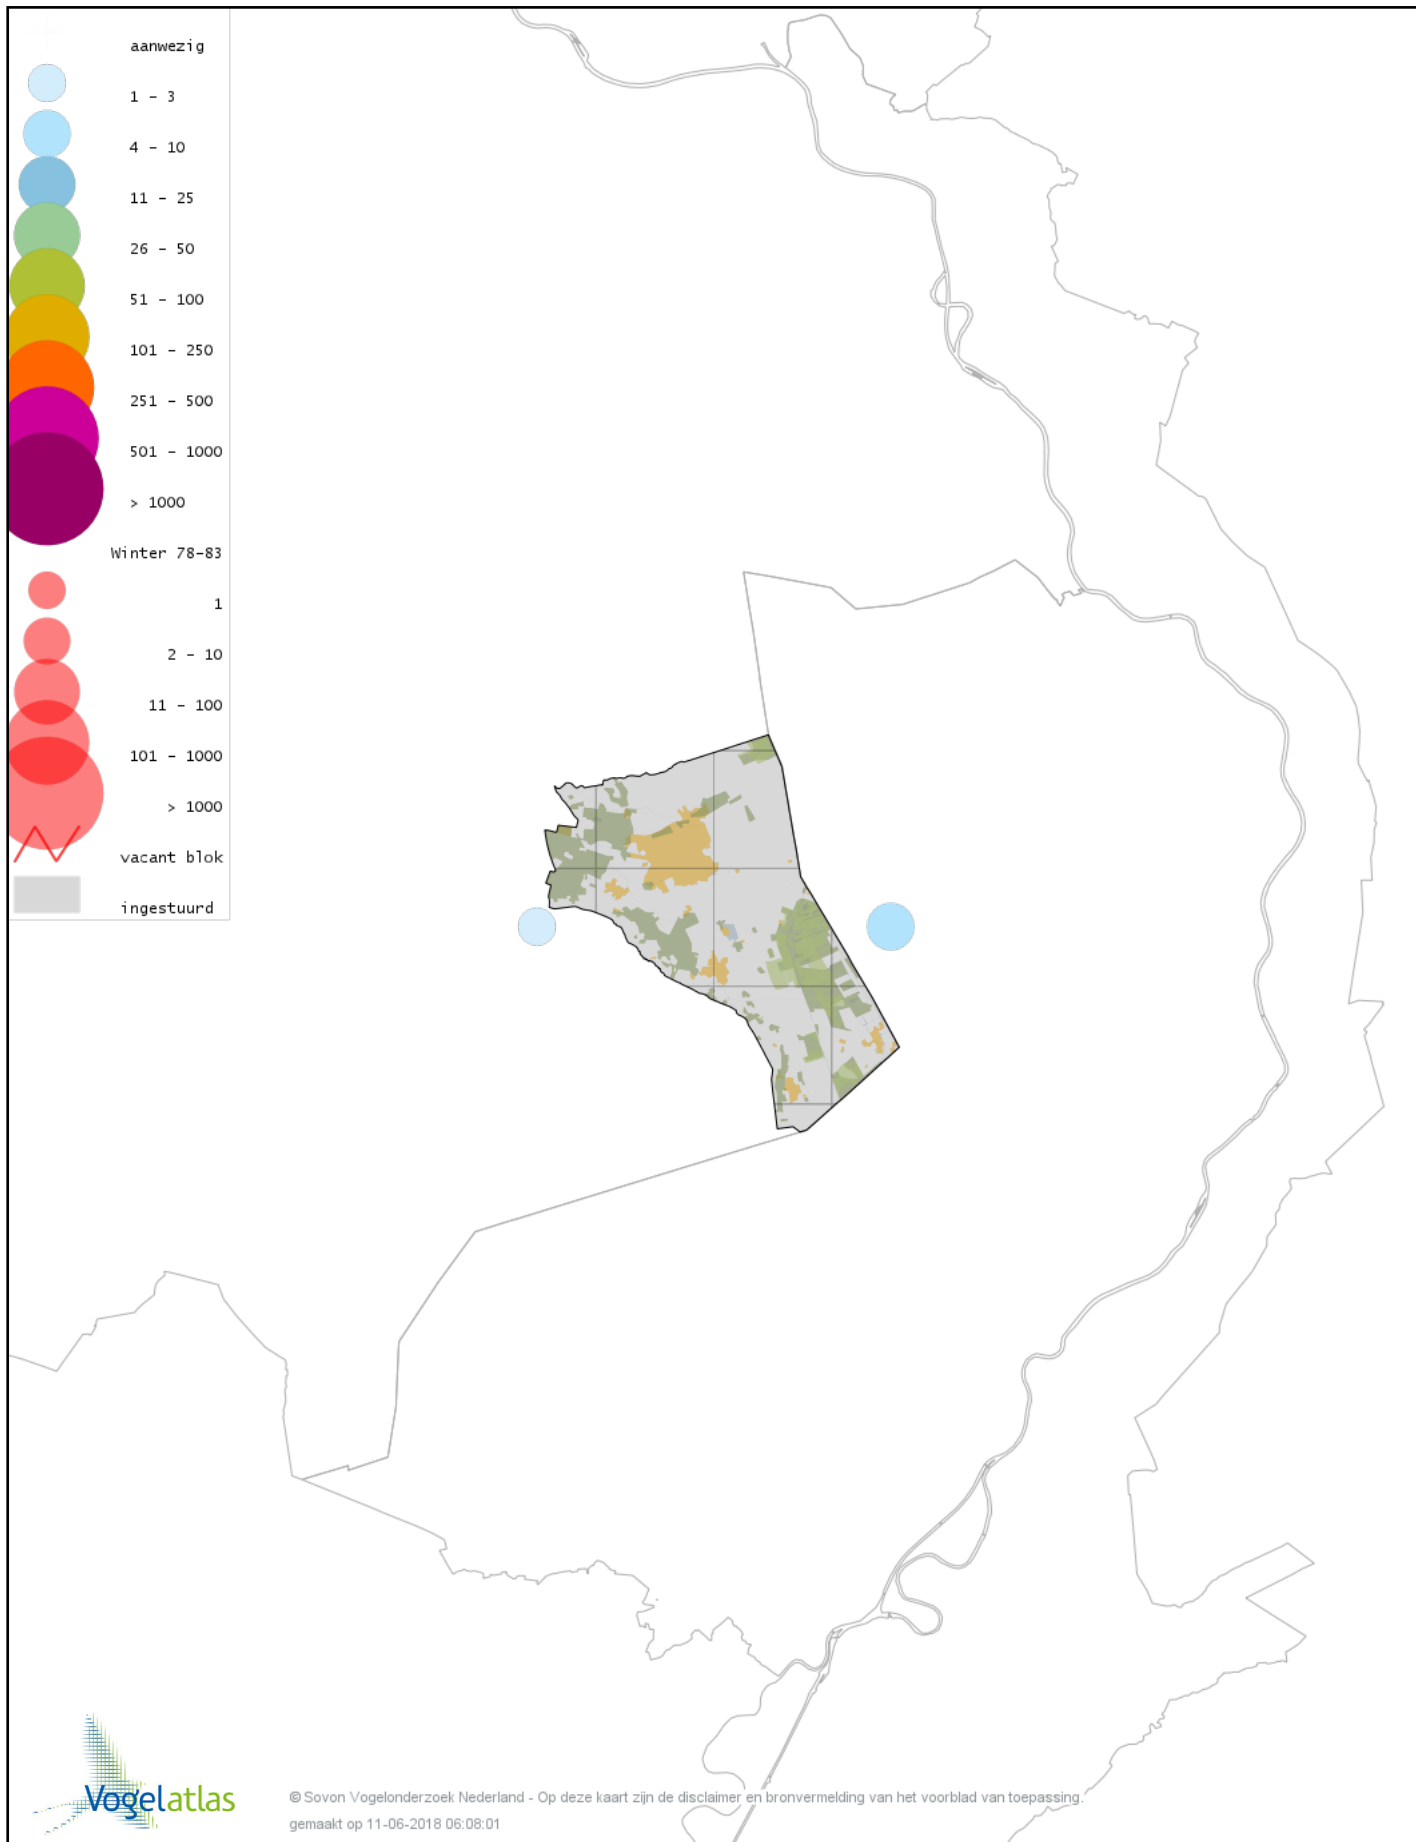 aanwezig
1 - 3
4 - 10
11 - 25
26 - 50
51 - 100
101 - 250
251 - 500
501 - 1000
> 1000
Winter 78-83
1
2 - 10
11 - 100
101 - 1000
> 1000
vacant blok
ingestuurd
Vogelatlas
© Sovon Vogelonderzoek Nederland - Op deze kaart zijn de disclaimer en bronvermelding van het voorblad van toepassing.
gemaakt op 11-06-2018 06:08:01